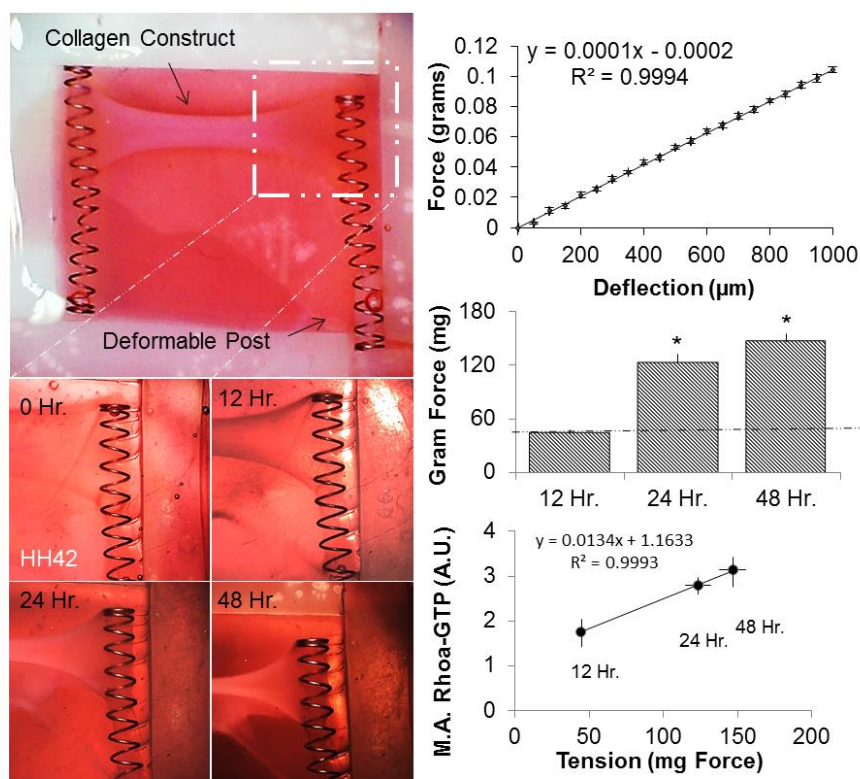 Collagen Construct
Deformable Post
0 Hr.
HH42
12 Hr.
24 Hr.
48 Hr.
y = 0.0001x - 0.0002
R² = 0.9994
Force (grams)
0.12
0.1
0.08
0.06
0.04
0.02
0
0 200 400 600 800 1000
Deflection (µm)
Gram Force (mg)
180
120
60
0
*
*
12 Hr. 24 Hr. 48 Hr.
M.A. Rhoa-GTP (A.U.)
y = 0.0134x + 1.1633
R² = 0.9993
4
3
2
1
0
12 Hr.
24 Hr.
48 Hr.
0 50 100 150 200
Tension (mg Force)